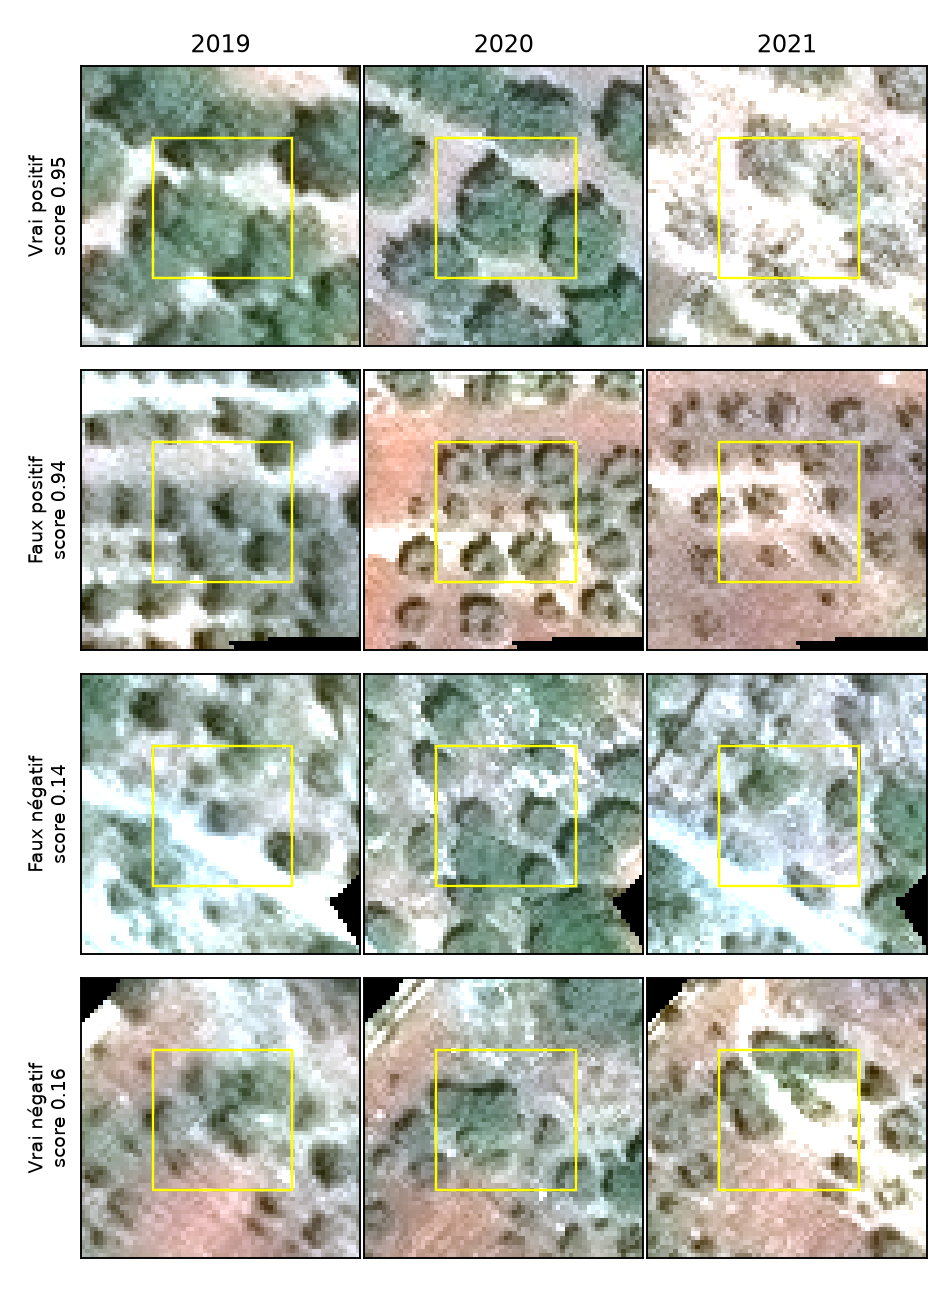 2019 2020 2021
Vrai positif
score 0.95
Faux positif
score 0.94
Faux négatif
score 0.14
Vrai négatif
score 0.16